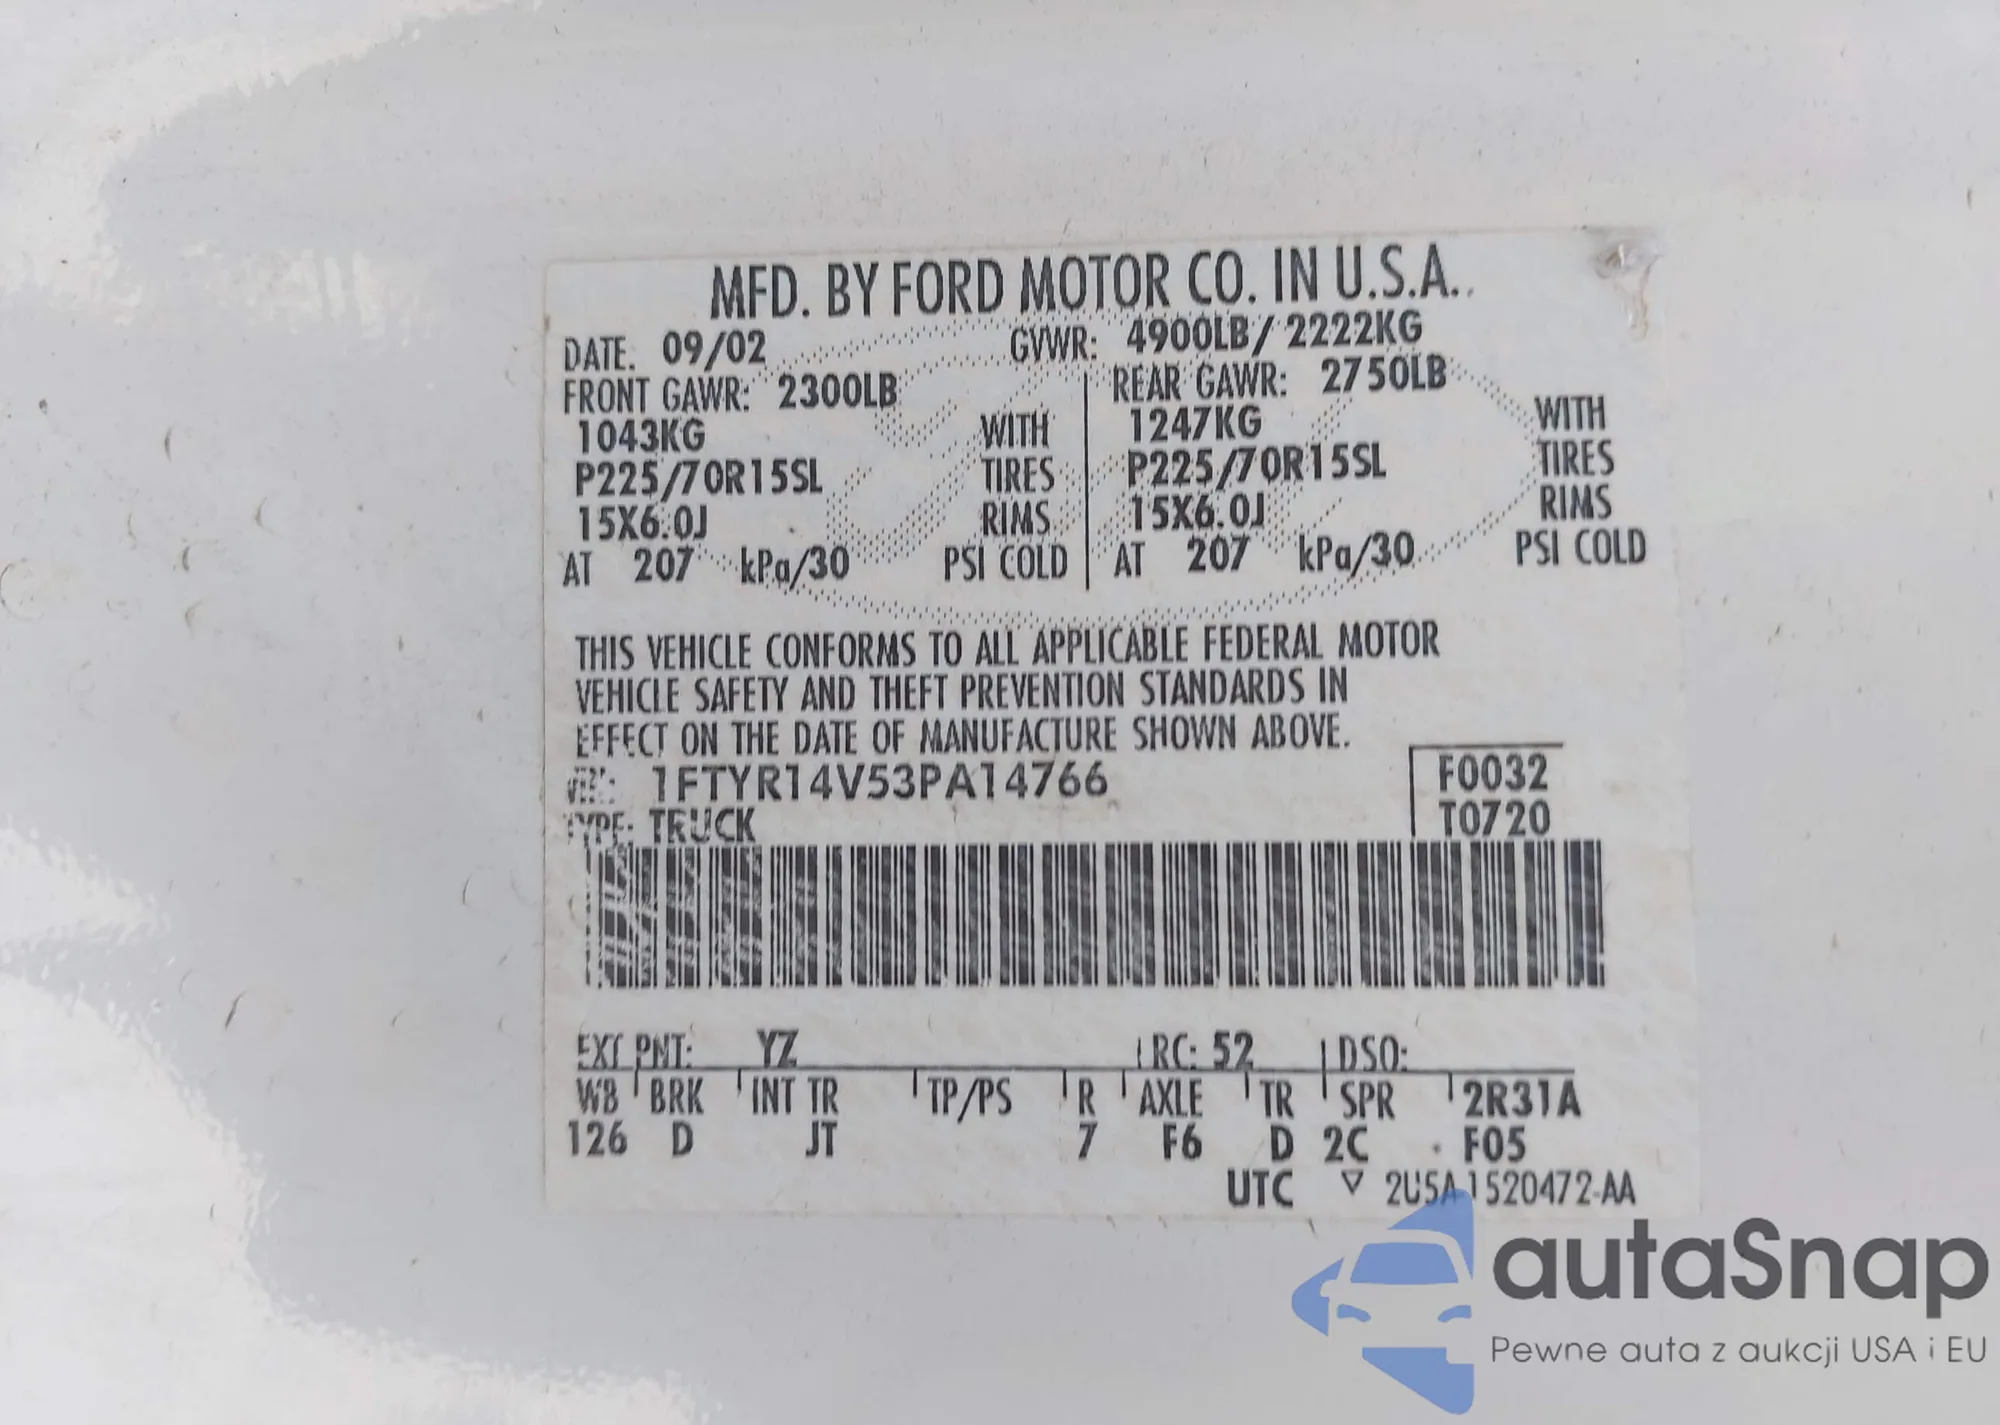 MFD. BY FORD MOTOR CO. IN U.S.A.
DATE: 09/02 GVWR: 4900LB/ 2222KG
FRONT GAWR: 2300LB REAR GAWR: 2750LB
1043KG WITH 1247KG WITH
P225/70R15SL TIRES P225/70R15SL TIRES
15X6.0J RIMS 15X6.0J RIMS
AT 207 kPa/30 PSI COLD AT 207 kPa/30 PSI COLD
THIS VEHICLE CONFORMS TO ALL APPLICABLE FEDERAL MOTOR
VEHICLE SAFETY AND THEFT PREVENTION STANDARDS IN
EFFECT ON THE DATE OF MANUFACTURE SHOWN ABOVE.
VIN: 1FTYR14V53PA14766 F0032
TYPE: TRUCK T0720
EXT PNT: YZ RC: 52 DSO:
WB BRK INT TR TP/PS R AXLE TR SPR 2R31A
126 D JT 7 F6 D 2C F05
UTC ▽ 2U5A 1520472-AA
autaSnap
Pewne auta z aukcji USA i EU